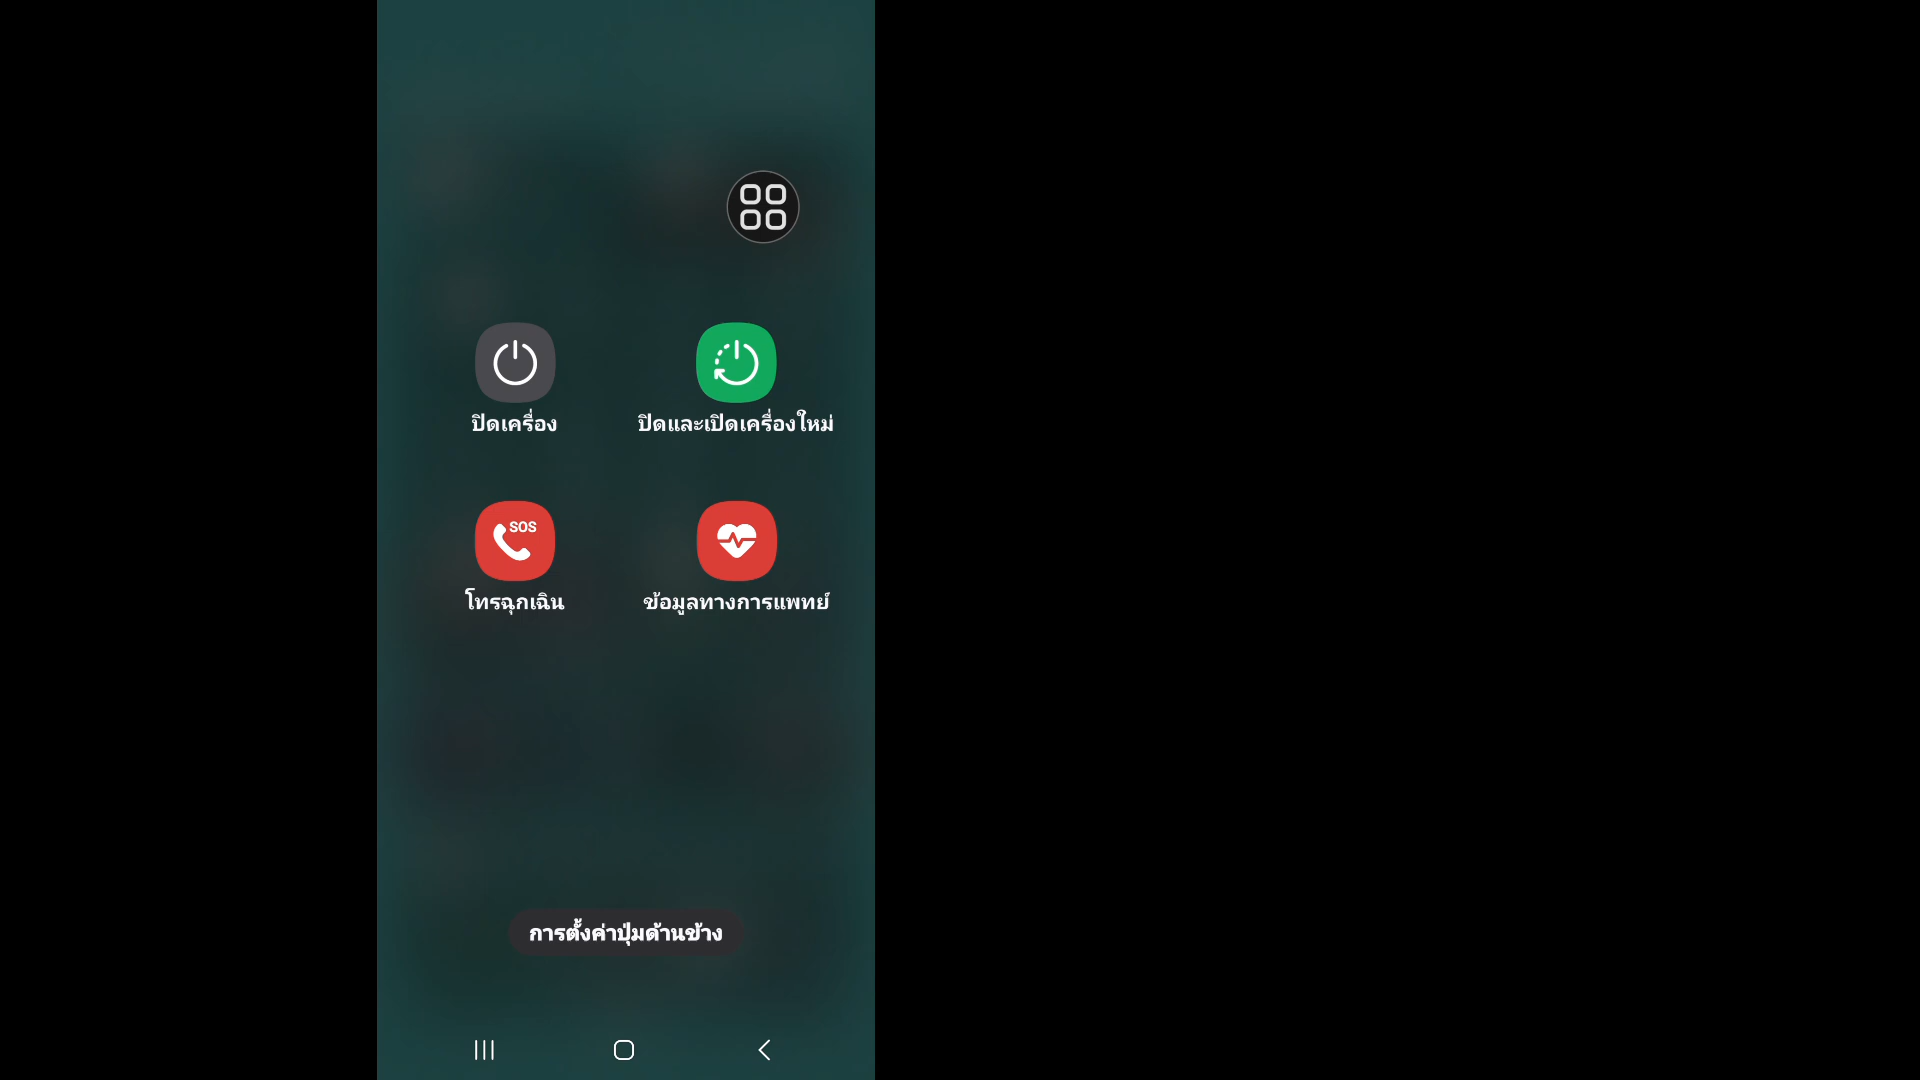 ปิดเครื่อง
ปิดและเปิดเครื่องใหม่
SOS
โทรฉุกเฉิน
ข้อมูลทางการแพทย์
การตั้งค่าปุ่มด้านข้าง